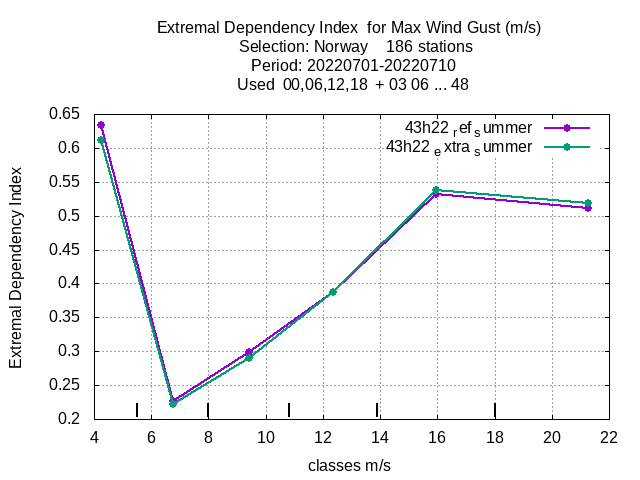 Extremal Dependency Index for Max Wind Gust (m/s)
Selection: Norway 186 stations
Period: 20220701-20220710
Used 00,06,12,18 + 03 06 ... 48
43h22 ref summer
43h22 extra summer
Extremal Dependency Index
0.65
0.6
0.55
0.5
0.45
0.4
0.35
0.3
0.25
0.2
4 6 8 10 12 14 16 18 20 22
classes m/s